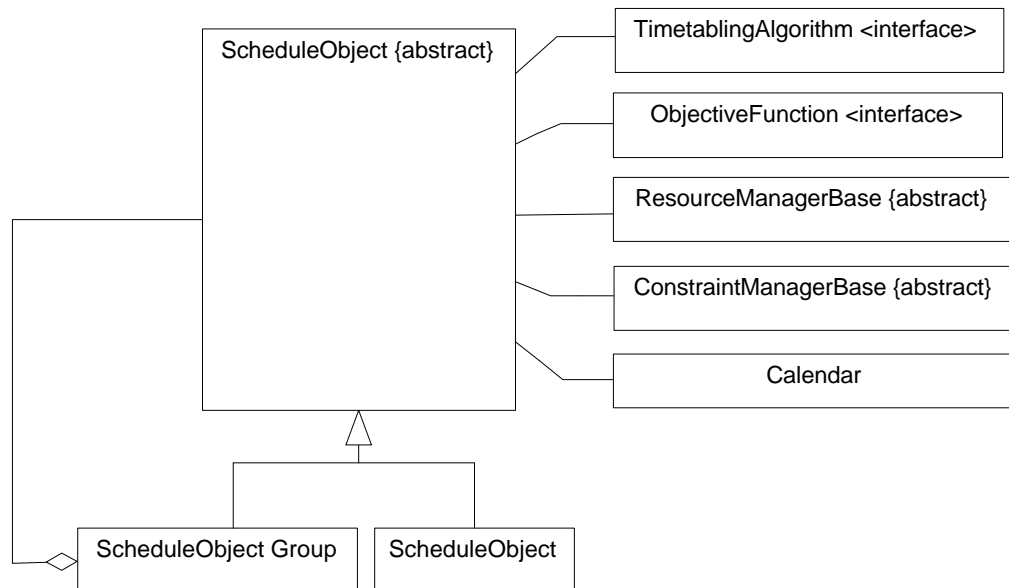 ScheduleObject {abstract}
TimetablingAlgorithm <interface>
ObjectiveFunction <interface>
ResourceManagerBase {abstract}
ConstraintManagerBase {abstract}
Calendar
ScheduleObject Group
ScheduleObject